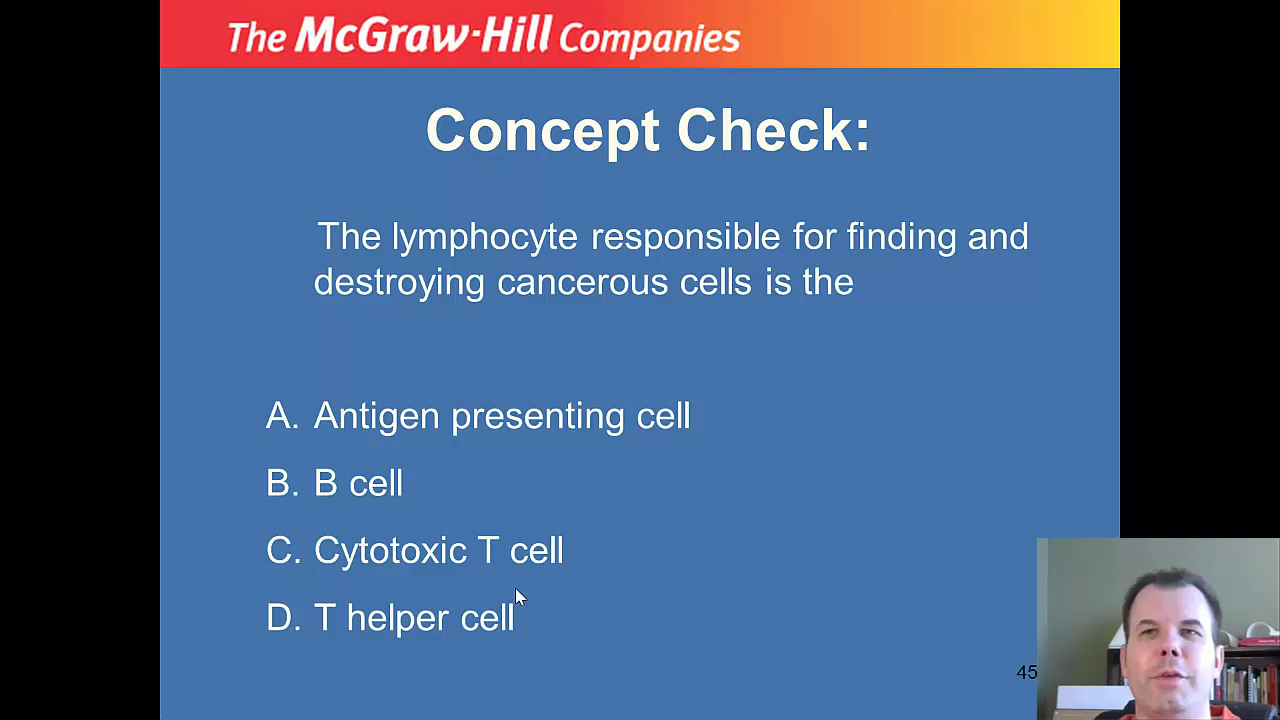 The McGraw-Hill Companies
Concept Check:
The lymphocyte responsible for finding and
destroying cancerous cells is the
A. Antigen presenting cell
B. B cell
C. Cytotoxic T cell
D. T helper cell
45